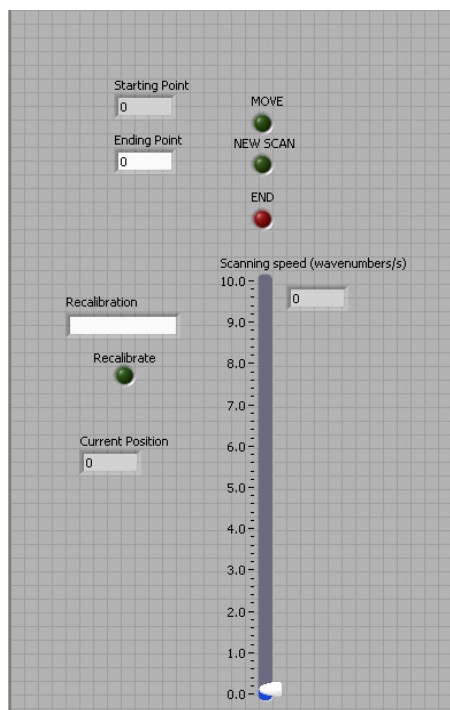 Starting Point
0
MOVE
Ending Point
0
NEW SCAN
END
Scanning speed (wavenumbers/s)
10.0
0
Recalibration
9.0
Recalibrate
8.0
7.0
Current Position
0
6.0
5.0
4.0
3.0
2.0
1.0
0.0